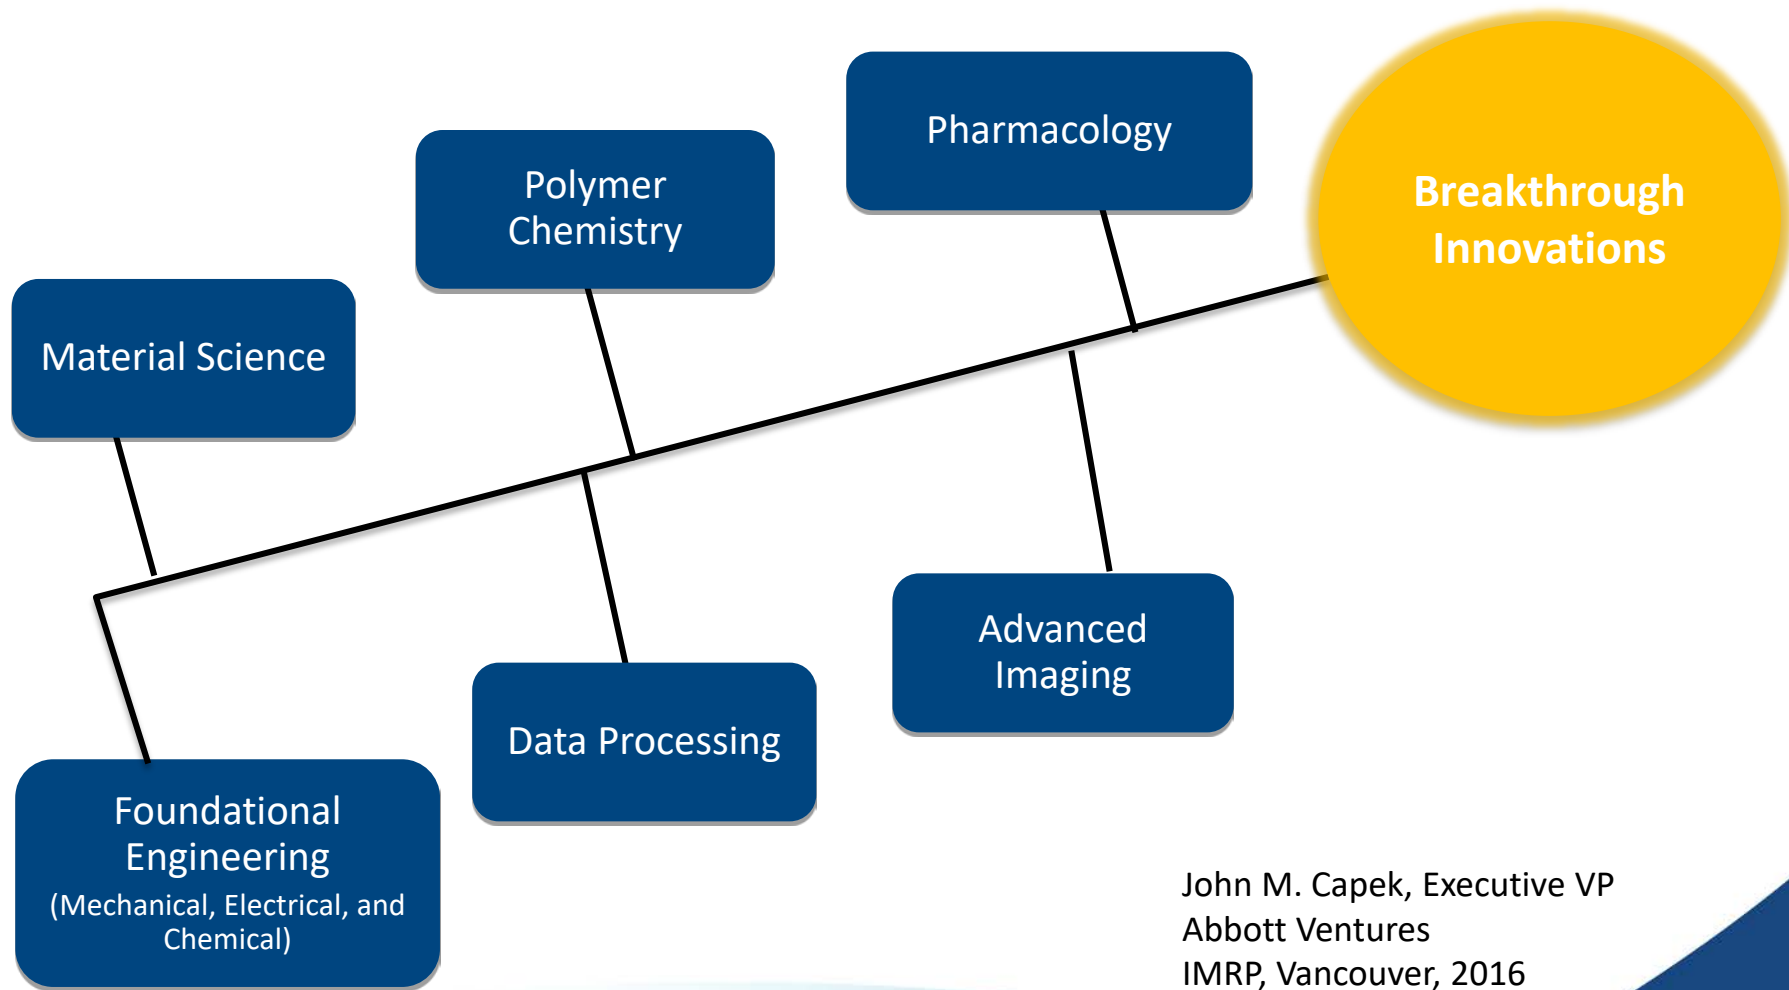 Pharmacology
Polymer
Chemistry
Breakthrough
Innovations
Material Science
Advanced
Imaging
Data Processing
Foundational
Engineering
(Mechanical, Electrical, and
Chemical)
John M. Capek, Executive VP
Abbott Ventures
IMRP, Vancouver, 2016